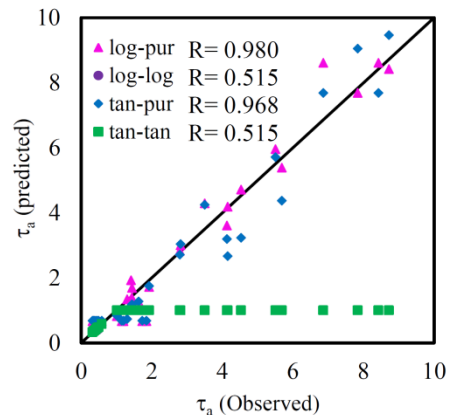 10
8
6
4
2
0
τa (predicted)
log-pur R= 0.980
log-log R= 0.515
tan-pur R= 0.968
tan-tan R= 0.515
0 2 4 6 8 10
τa (Observed)